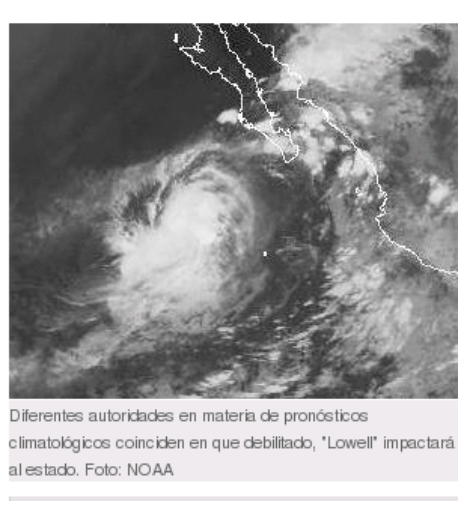 Diferentes autoridades en materia de pronósticos
climatológicos coinciden en que debilitado, "Lowell" impactará
al estado. Foto: NOAA